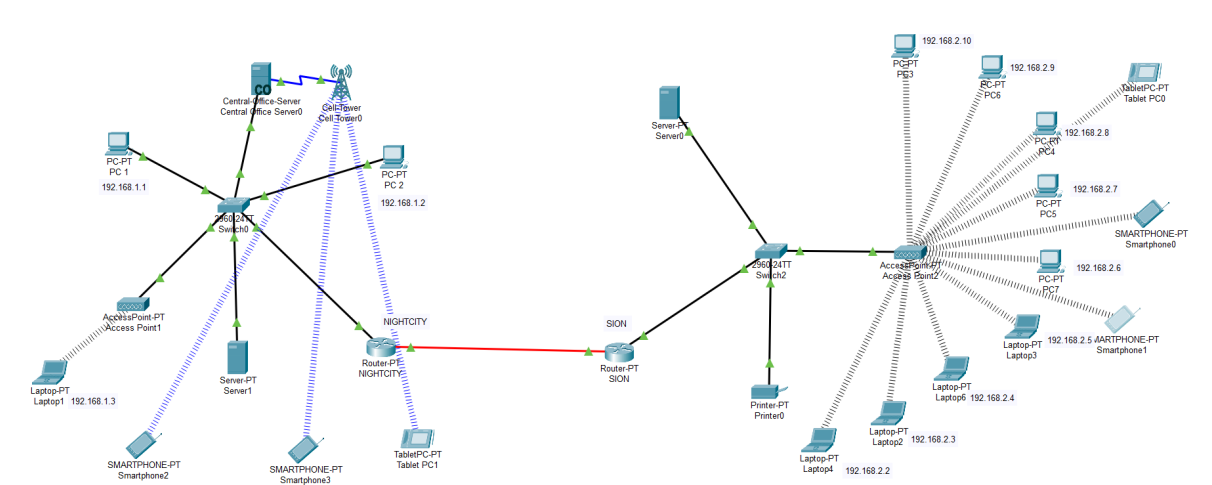 Central-Office-Server
Central Office Server0
Cell-Tower
Cell Tower0
PC-PT
PC 1
192.168.1.1
PC-PT
PC 2
192.168.1.2
2960-24TT
Switch0
AccessPoint-PT
Access Point1
Laptop-PT
Laptop1
192.168.1.3
Server-PT
Server1
NIGHTCITY
Router-PT
NIGHTCITY
SMARTPHONE-PT
Smartphone2
SMARTPHONE-PT
Smartphone3
TabletPC-PT
Tablet PC1
SION
Router-PT
SION
Server-PT
Server0
2960-24TT
Switch2
Printer-PT
Printer0
AccessPoint-PT
Access Point2
192.168.2.10
PC-PT
PC3
192.168.2.9
PC-PT
PC6
TabletPC-PT
Tablet PC0
192.168.2.8
PC-PT
PC4
192.168.2.7
PC-PT
PC5
SMARTPHONE-PT
Smartphone0
192.168.2.6
PC-PT
PC7
MARTPHONE-PT
Smartphone1
Laptop-PT
Laptop3
192.168.2.5
Laptop-PT
Laptop6
192.168.2.4
Laptop-PT
Laptop2
192.168.2.3
Laptop-PT
Laptop4
192.168.2.2